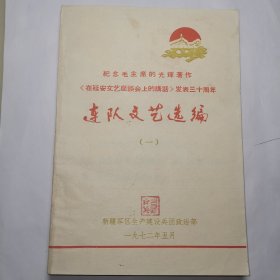 纪念毛主席的光辉著作
《在延安文艺座谈会上的讲话》发表三十周年
连队文艺选编
（一）
新疆军区生产建设兵团政治部
一九七二年五月